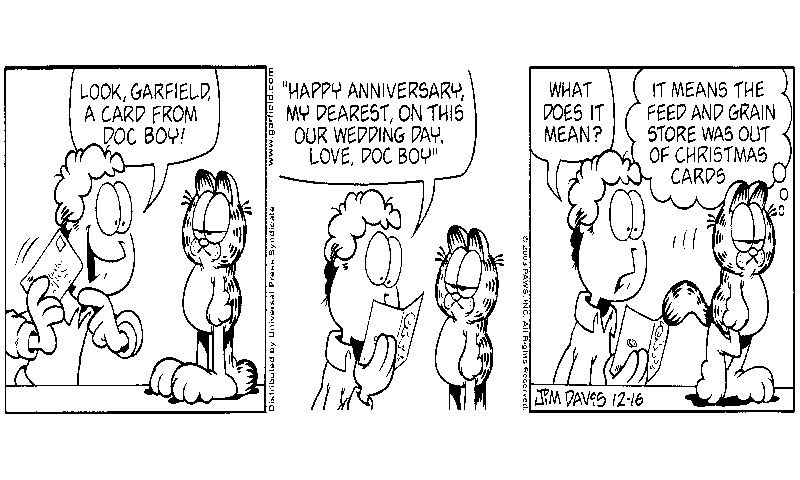 LOOK, GARFIELD,
A CARD FROM
DOC BOY!
www.garfield.com
Distributed by Universal Press Syndicate
"HAPPY ANNIVERSARY,
MY DEAREST, ON THIS
OUR WEDDING DAY.
LOVE, DOC BOY"
WHAT
DOES IT
MEAN?
IT MEANS THE
FEED AND GRAIN
STORE WAS OUT
OF CHRISTMAS
CARDS
© 2003 PAWS, INC. All Rights Reserved.
JIM DAVIS 12-16